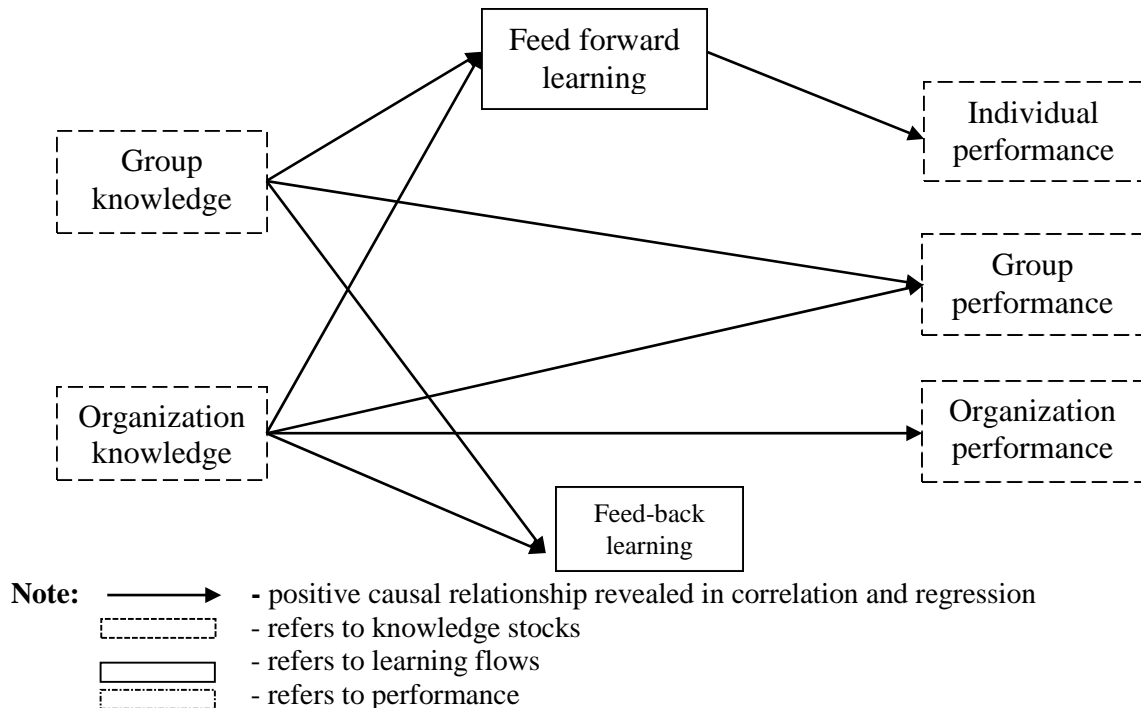 Feed forward
learning
Individual
performance
Group
knowledge
Group
performance
Organization
knowledge
Organization
performance
Feed-back
learning
Note:
- positive causal relationship revealed in correlation and regression
- refers to knowledge stocks
- refers to learning flows
- refers to performance